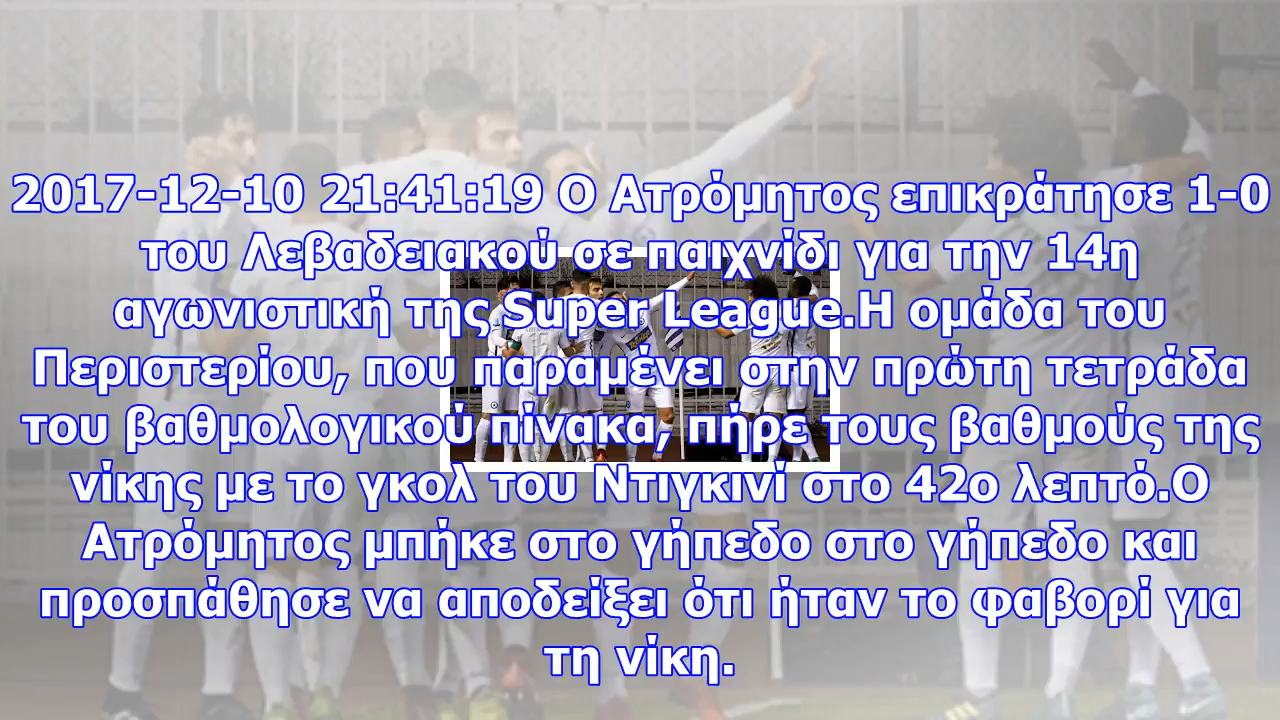 2017-12-10 21:41:19 Ο Ατρόμητος επικράτησε 1-0
του Λεβαδειακού σε παιχνίδι για την 14η
αγωνιστική της Super League.Η ομάδα του
Περιστερίου, που παραμένει στην πρώτη τετράδα
του βαθμολογικού πίνακα, πήρε τους βαθμούς της
νίκης με το γκολ του Ντιγκινί στο 42ο λεπτό.Ο
Ατρόμητος μπήκε στο γήπεδο στο γήπεδο και
προσπάθησε να αποδείξει ότι ήταν το φαβορί για
τη νίκη.